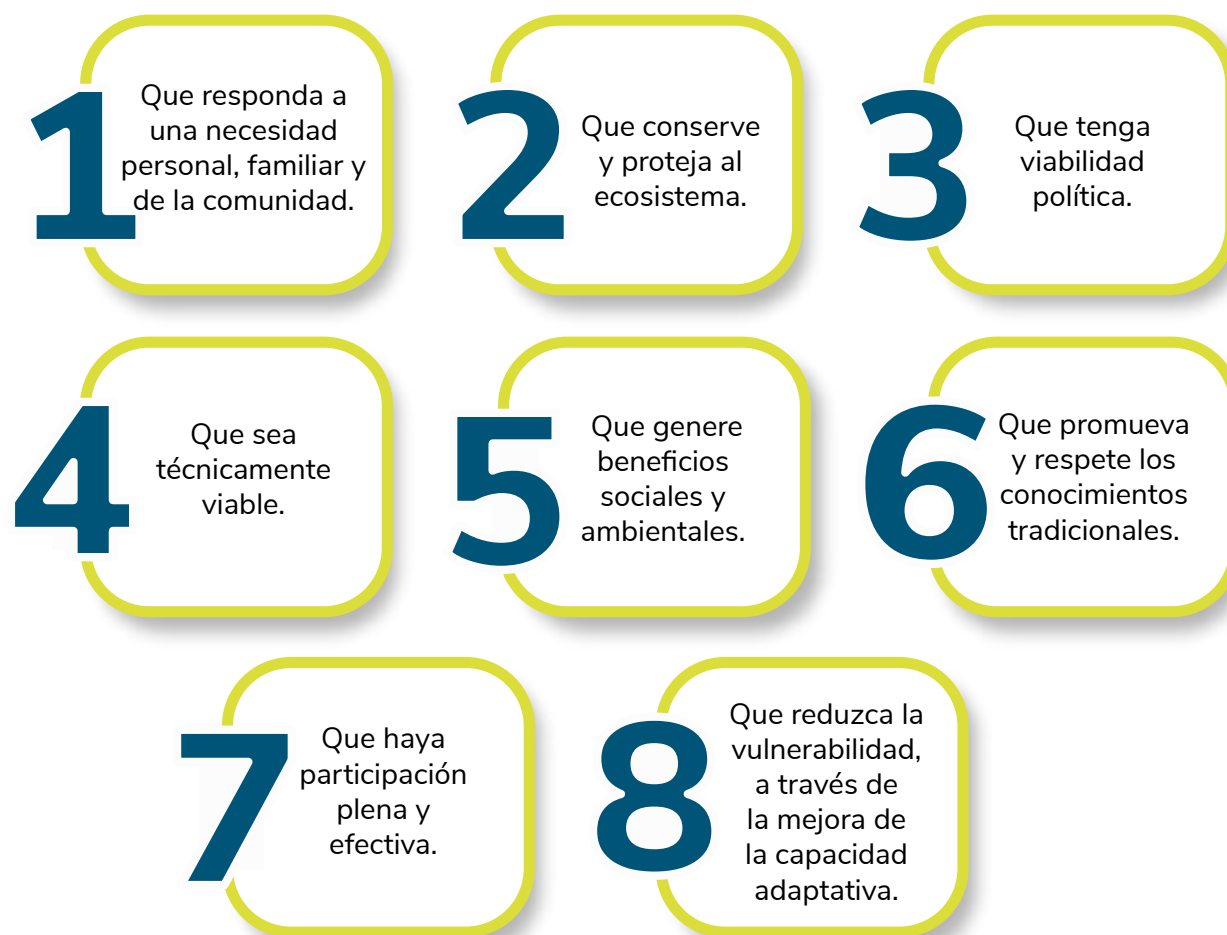 1
Que responda a
una necesidad
personal, familiar y
de la comunidad.
2
Que conserve
y proteja al
ecosistema.
3
Que tenga
viabilidad
política.
4
Que sea
técnicamente
viable.
5
Que genere
beneficios
sociales y
ambientales.
6
Que promueva
y respete los
conocimientos
tradicionales.
7
Que haya
participación
plena y
efectiva.
8
Que reduzca la
vulnerabilidad,
a través de
la mejora de
la capacidad
adaptativa.